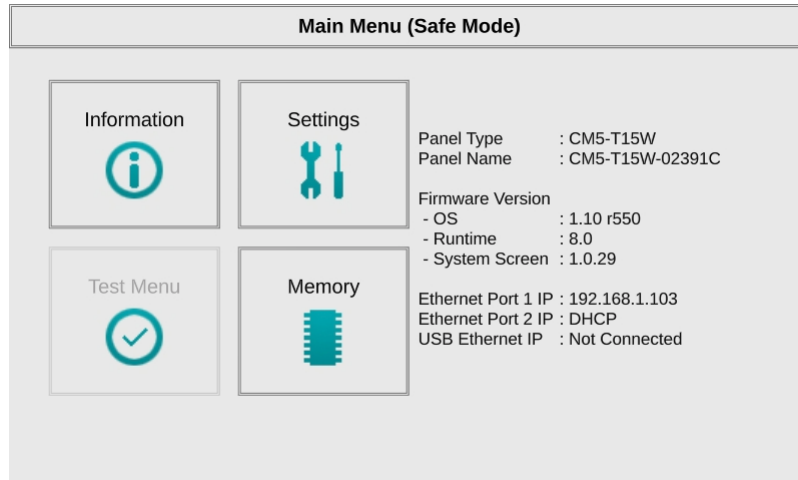 Main Menu (Safe Mode)
Information
Settings
Test Menu
Memory
Panel Type : CM5-T15W
Panel Name : CM5-T15W-02391C
Firmware Version
- OS : 1.10 r550
- Runtime : 8.0
- System Screen : 1.0.29
Ethernet Port 1 IP : 192.168.1.103
Ethernet Port 2 IP : DHCP
USB Ethernet IP : Not Connected